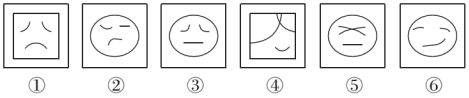 ① ② ③ ④ ⑤ ⑥